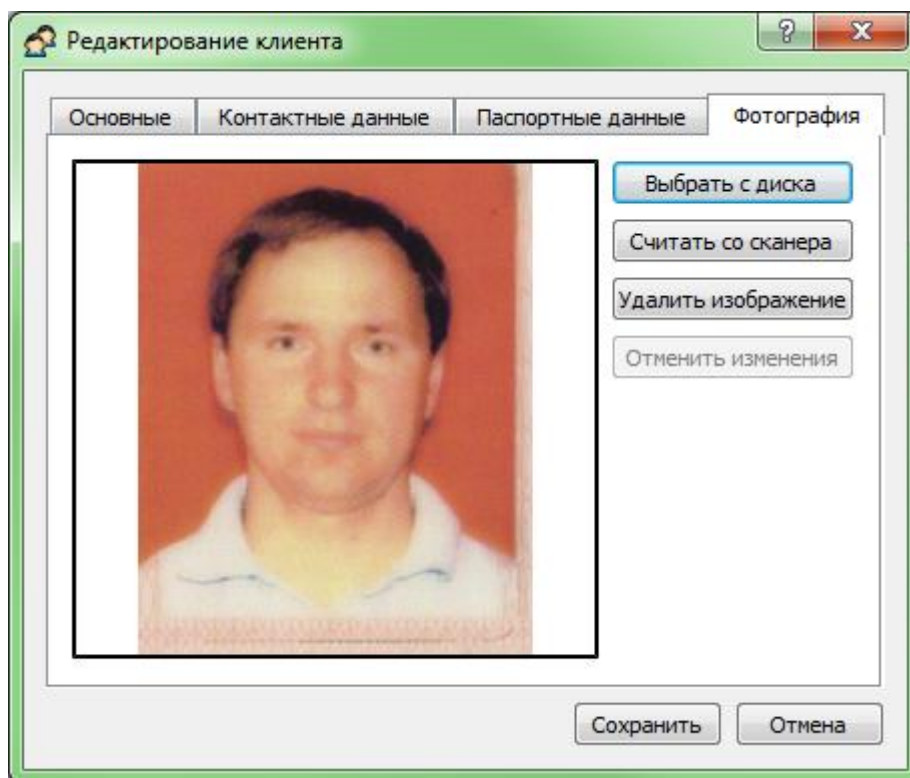 Редактирование клиента
Основные Контактные данные Паспортные данные Фотография
Выбрать с диска
Считать со сканера
Удалить изображение
Отменить изменения
Сохранить Отмена